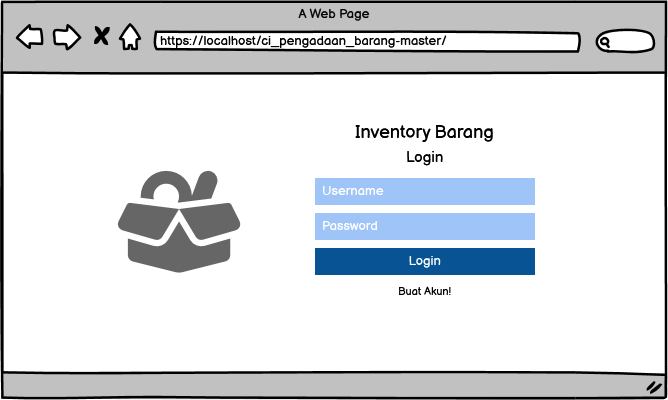 A Web Page
https://localhost/ci_pengadaan_barang-master/
Inventory Barang
Login
Username
Password
Login
Buat Akun!